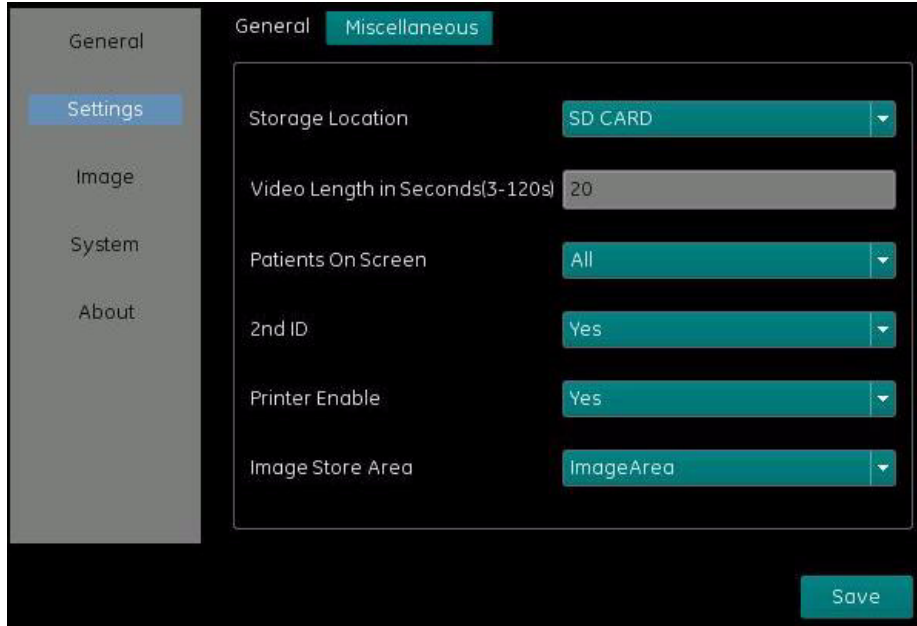 General
Settings
Image
System
About
General Miscellaneous
Storage Location SD CARD
Video Length in Seconds(3-120s) 20
Patients On Screen All
2nd ID Yes
Printer Enable Yes
Image Store Area ImageArea
Save